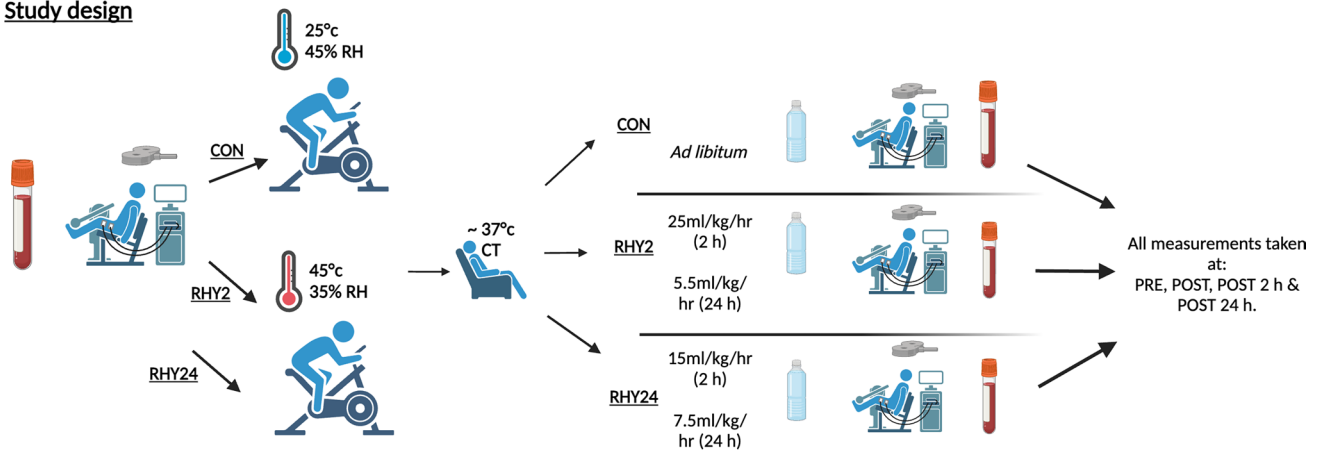 Study design
25°c
45% RH
CON
RHY2
45°c
35% RH
RHY24
~ 37°c
CT
CON
Ad libitum
RHY2
25ml/kg/hr
(2 h)
5.5ml/kg/
hr (24 h)
RHY24
15ml/kg/hr
(2 h)
7.5ml/kg/
hr (24 h)
All measurements taken
at:
PRE, POST, POST 2 h &
POST 24 h.